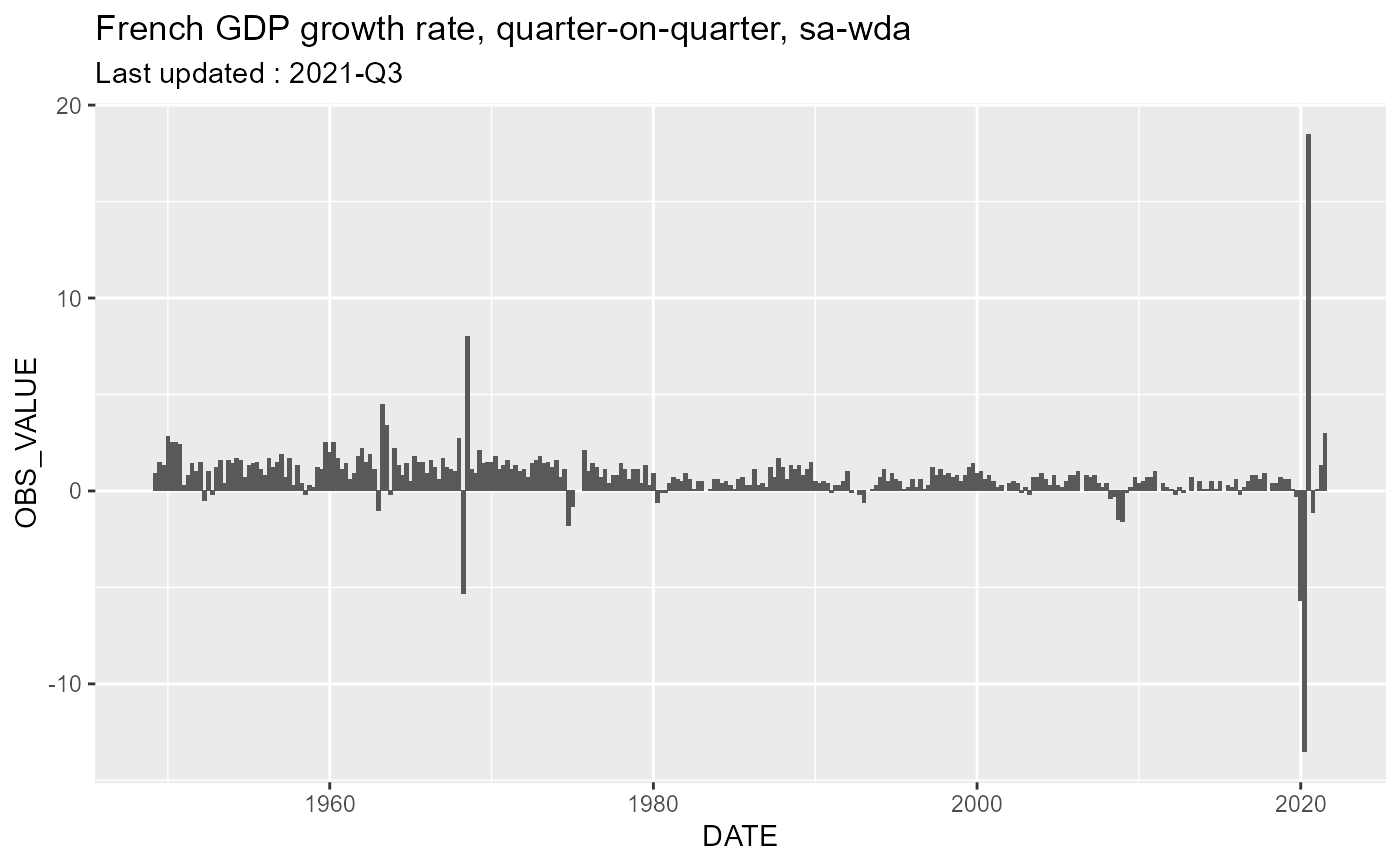 French GDP growth rate, quarter-on-quarter, sa-wda
Last updated : 2021-Q3
20
10
0
-10
OBS_VALUE
1960
1980
2000
2020
DATE